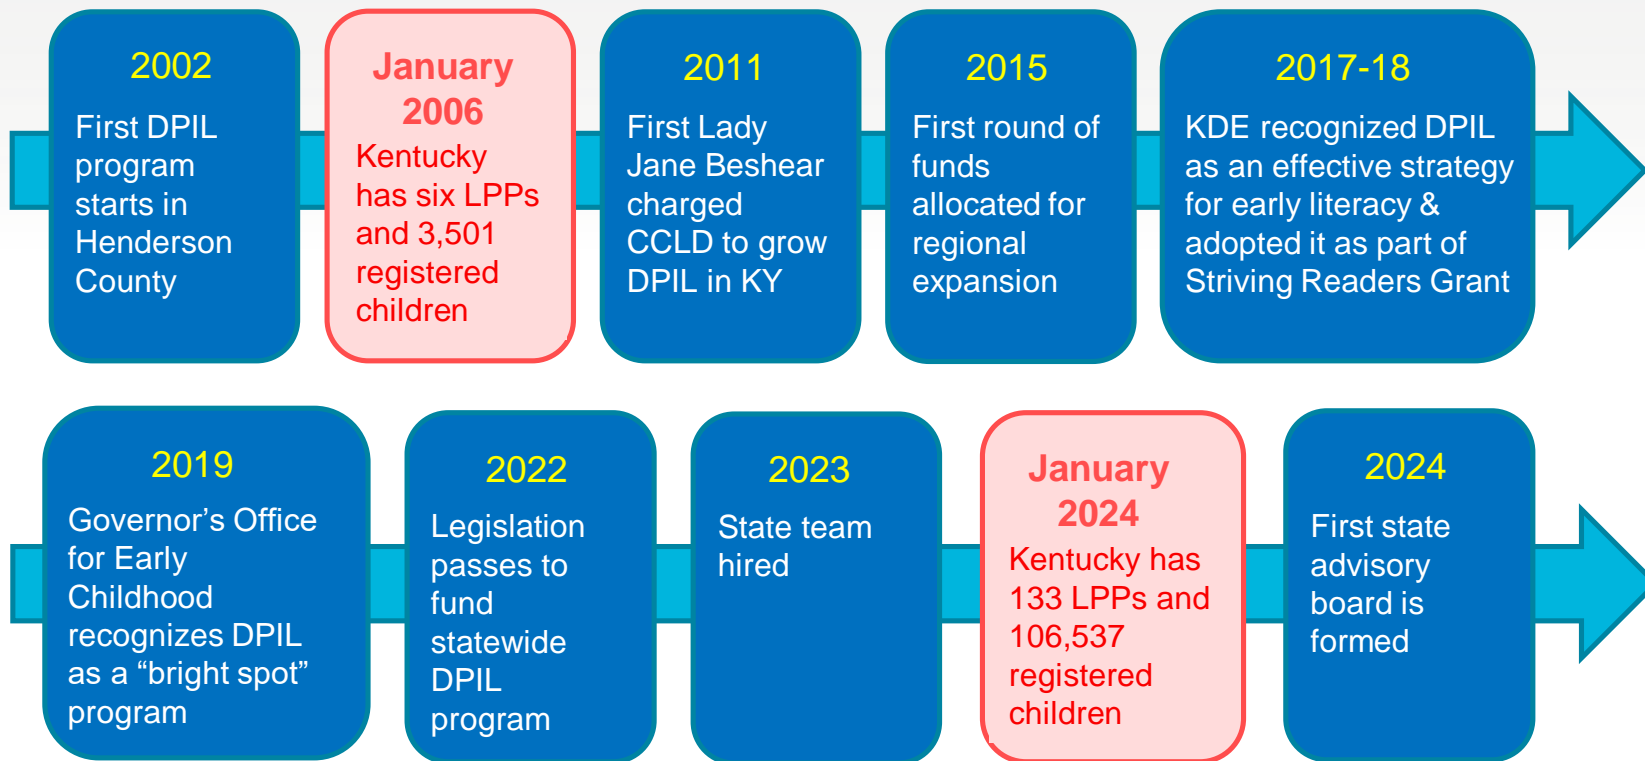 2002
First DPIL
program
starts in
Henderson
County
January
2006
Kentucky
has six LPPs
and 3,501
registered
children
2011
First Lady
Jane Beshear
charged
CCLD to grow
DPIL in KY
2015
First round of
funds
allocated for
regional
expansion
2017-18
KDE recognized DPIL
as an effective strategy
for early literacy &
adopted it as part of
Striving Readers Grant
2019
Governor’s Office
for Early
Childhood
recognizes DPIL
as a “bright spot”
program
2022
Legislation
passes to
fund
statewide
DPIL
program
2023
State team
hired
January
2024
Kentucky has
133 LPPs and
106,537
registered
children
2024
First state
advisory
board is
formed